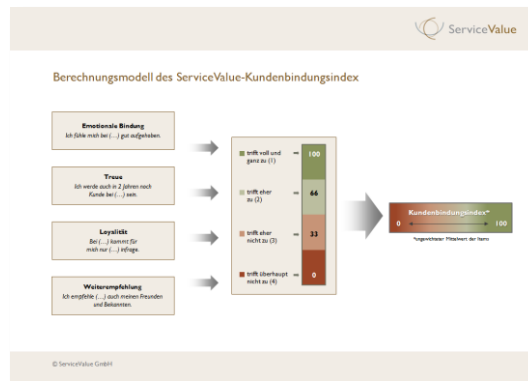 ServiceValue
Berechnungsmodell des ServiceValue-Kundenbindungsindex
Emotionale Bindung
Ich fühle mich bei (...) gut aufgehoben.
Treue
Ich werde auch in 2 Jahren noch
Kunde bei (...) sein.
Loyalität
Bei (...) kommt für
mich nur (...) infrage.
Weiterempfehlung
Ich empfehle (...) auch meinen Freunden
und Bekannten.
trifft voll und
ganz zu (1)
= 100
trifft eher
zu (2)
= 66
trifft eher
nicht zu (3)
= 33
trifft überhaupt
nicht zu (4)
= 0
Kundenbindungsindex*
0 100
*ungewichteter Mittelwert der Items
© ServiceValue GmbH